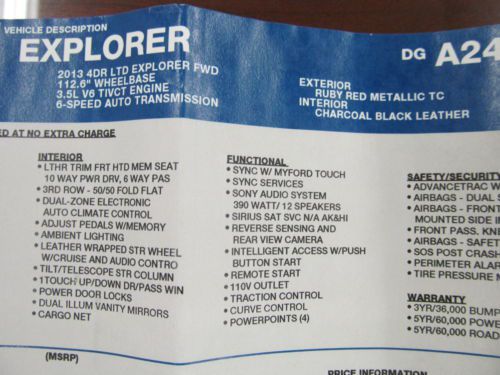 VEHICLE DESCRIPTION
EXPLORER
DG A24
2013 4DR LTD EXPLORER FWD
112.6" WHEELBASE
3.5L V6 TIVCT ENGINE
6-SPEED AUTO TRANSMISSION
EXTERIOR
RUBY RED METALLIC TC
INTERIOR
CHARCOAL BLACK LEATHER
ED AT NO EXTRA CHARGE
INTERIOR
• LTHR TRIM FRT HTD MEM SEAT
10 WAY PWR DRV, 6 WAY PAS
• 3RD ROW - 50/50 FOLD FLAT
• DUAL-ZONE ELECTRONIC
AUTO CLIMATE CONTROL
• ADJUST PEDALS W/MEMORY
• AMBIENT LIGHTING
• LEATHER WRAPPED STR WHEEL
W/CRUISE AND AUDIO CONTRO
• TILT/TELESCOPE STR COLUMN
• 1TOUCH UP/DOWN DR/PASS WIN
• POWER DOOR LOCKS
• DUAL ILLUM VANITY MIRRORS
• CARGO NET
FUNCTIONAL
• SYNC W/ MYFORD TOUCH
• SYNC SERVICES
• SONY AUDIO SYSTEM
390 WATT/ 12 SPEAKERS
• SIRIUS SAT SVC N/A AK&HI
• REVERSE SENSING AND
REAR VIEW CAMERA
• INTELLIGENT ACCESS W/PUSH
BUTTON START
• REMOTE START
• 110V OUTLET
• TRACTION CONTROL
• CURVE CONTROL
• POWERPOINTS (4)
SAFETY/SECURITY
• ADVANCETRAC W
• AIRBAGS - DUAL S
• AIRBAGS - FRONT
MOUNTED SIDE I
• FRONT PASS. KNE
• AIRBAGS - SAFET
• SOS POST CRASH
• PERIMETER ALAR
• TIRE PRESSURE M
WARRANTY
• 3YR/36,000 BUMP
• 5YR/60,000 POWE
• 5YR/60,000 ROAD
(MSRP)
PRICE INFORMATION